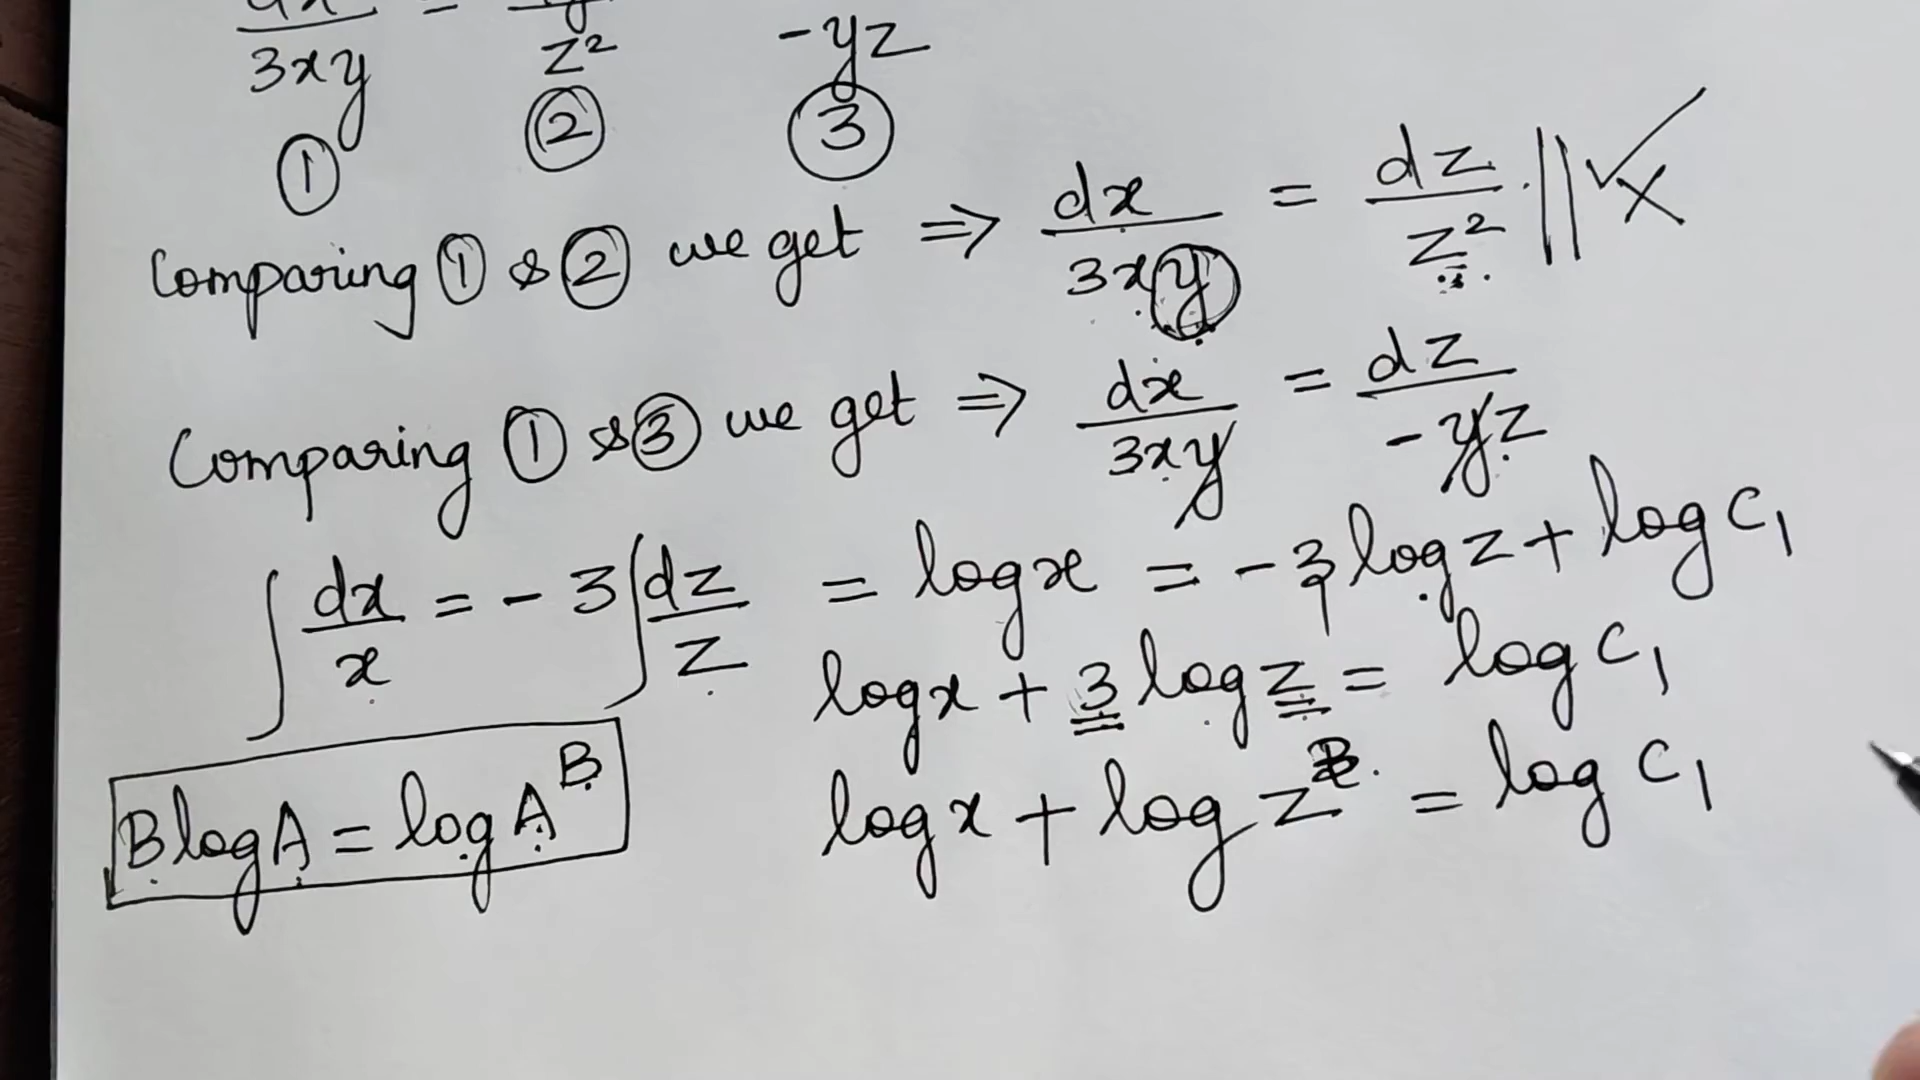 dx/3xy = dy/z² -yz
① ② ③
Comparing ① & ② we get ⇒ dx/3xy = dz/z² || ✓x
Comparing ① & ③ we get ⇒ dx/3xy = dz/-yz
∫ dx/x = -3 ∫ dz/z = log x = -3 log z + log c₁
log x + 3 log z = log c₁
B log A = log A^B
log x + log z = log c₁